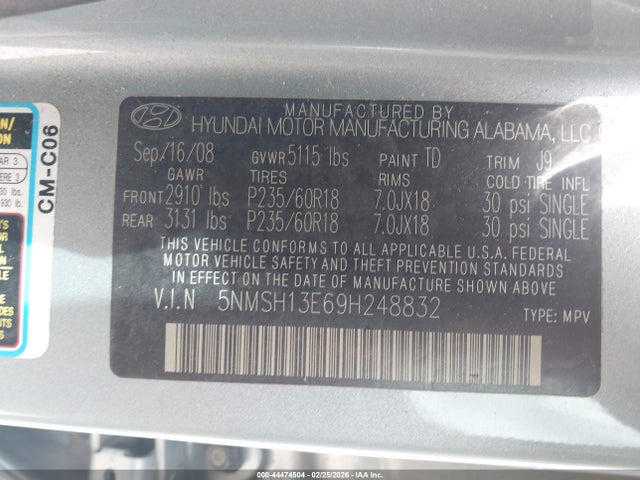 MANUFACTURED BY
HYUNDAI MOTOR MANUFACTURING ALABAMA, LLC
Sep/16/08 GVWR 5115 lbs PAINT TD TRIM J9
GAWR TIRES RIMS COLD TIRE INFL
FRONT 2910 lbs P235/60R18 7.0JX18 30 psi SINGLE
REAR 3131 lbs P235/60R18 7.0JX18 30 psi SINGLE
THIS VEHICLE CONFORMS TO ALL APPLICABLE U.S.A. FEDERAL
MOTOR VEHICLE SAFETY AND THEFT PREVENTION STANDARDS
IN EFFECT ON THE DATE OF MANUFACTURE SHOWN ABOVE
V.I.N 5NMSH13E69H248832 TYPE: MPV
CM-C06
000-44474504 - 02/25/2026 - COPYRIGHT IAA